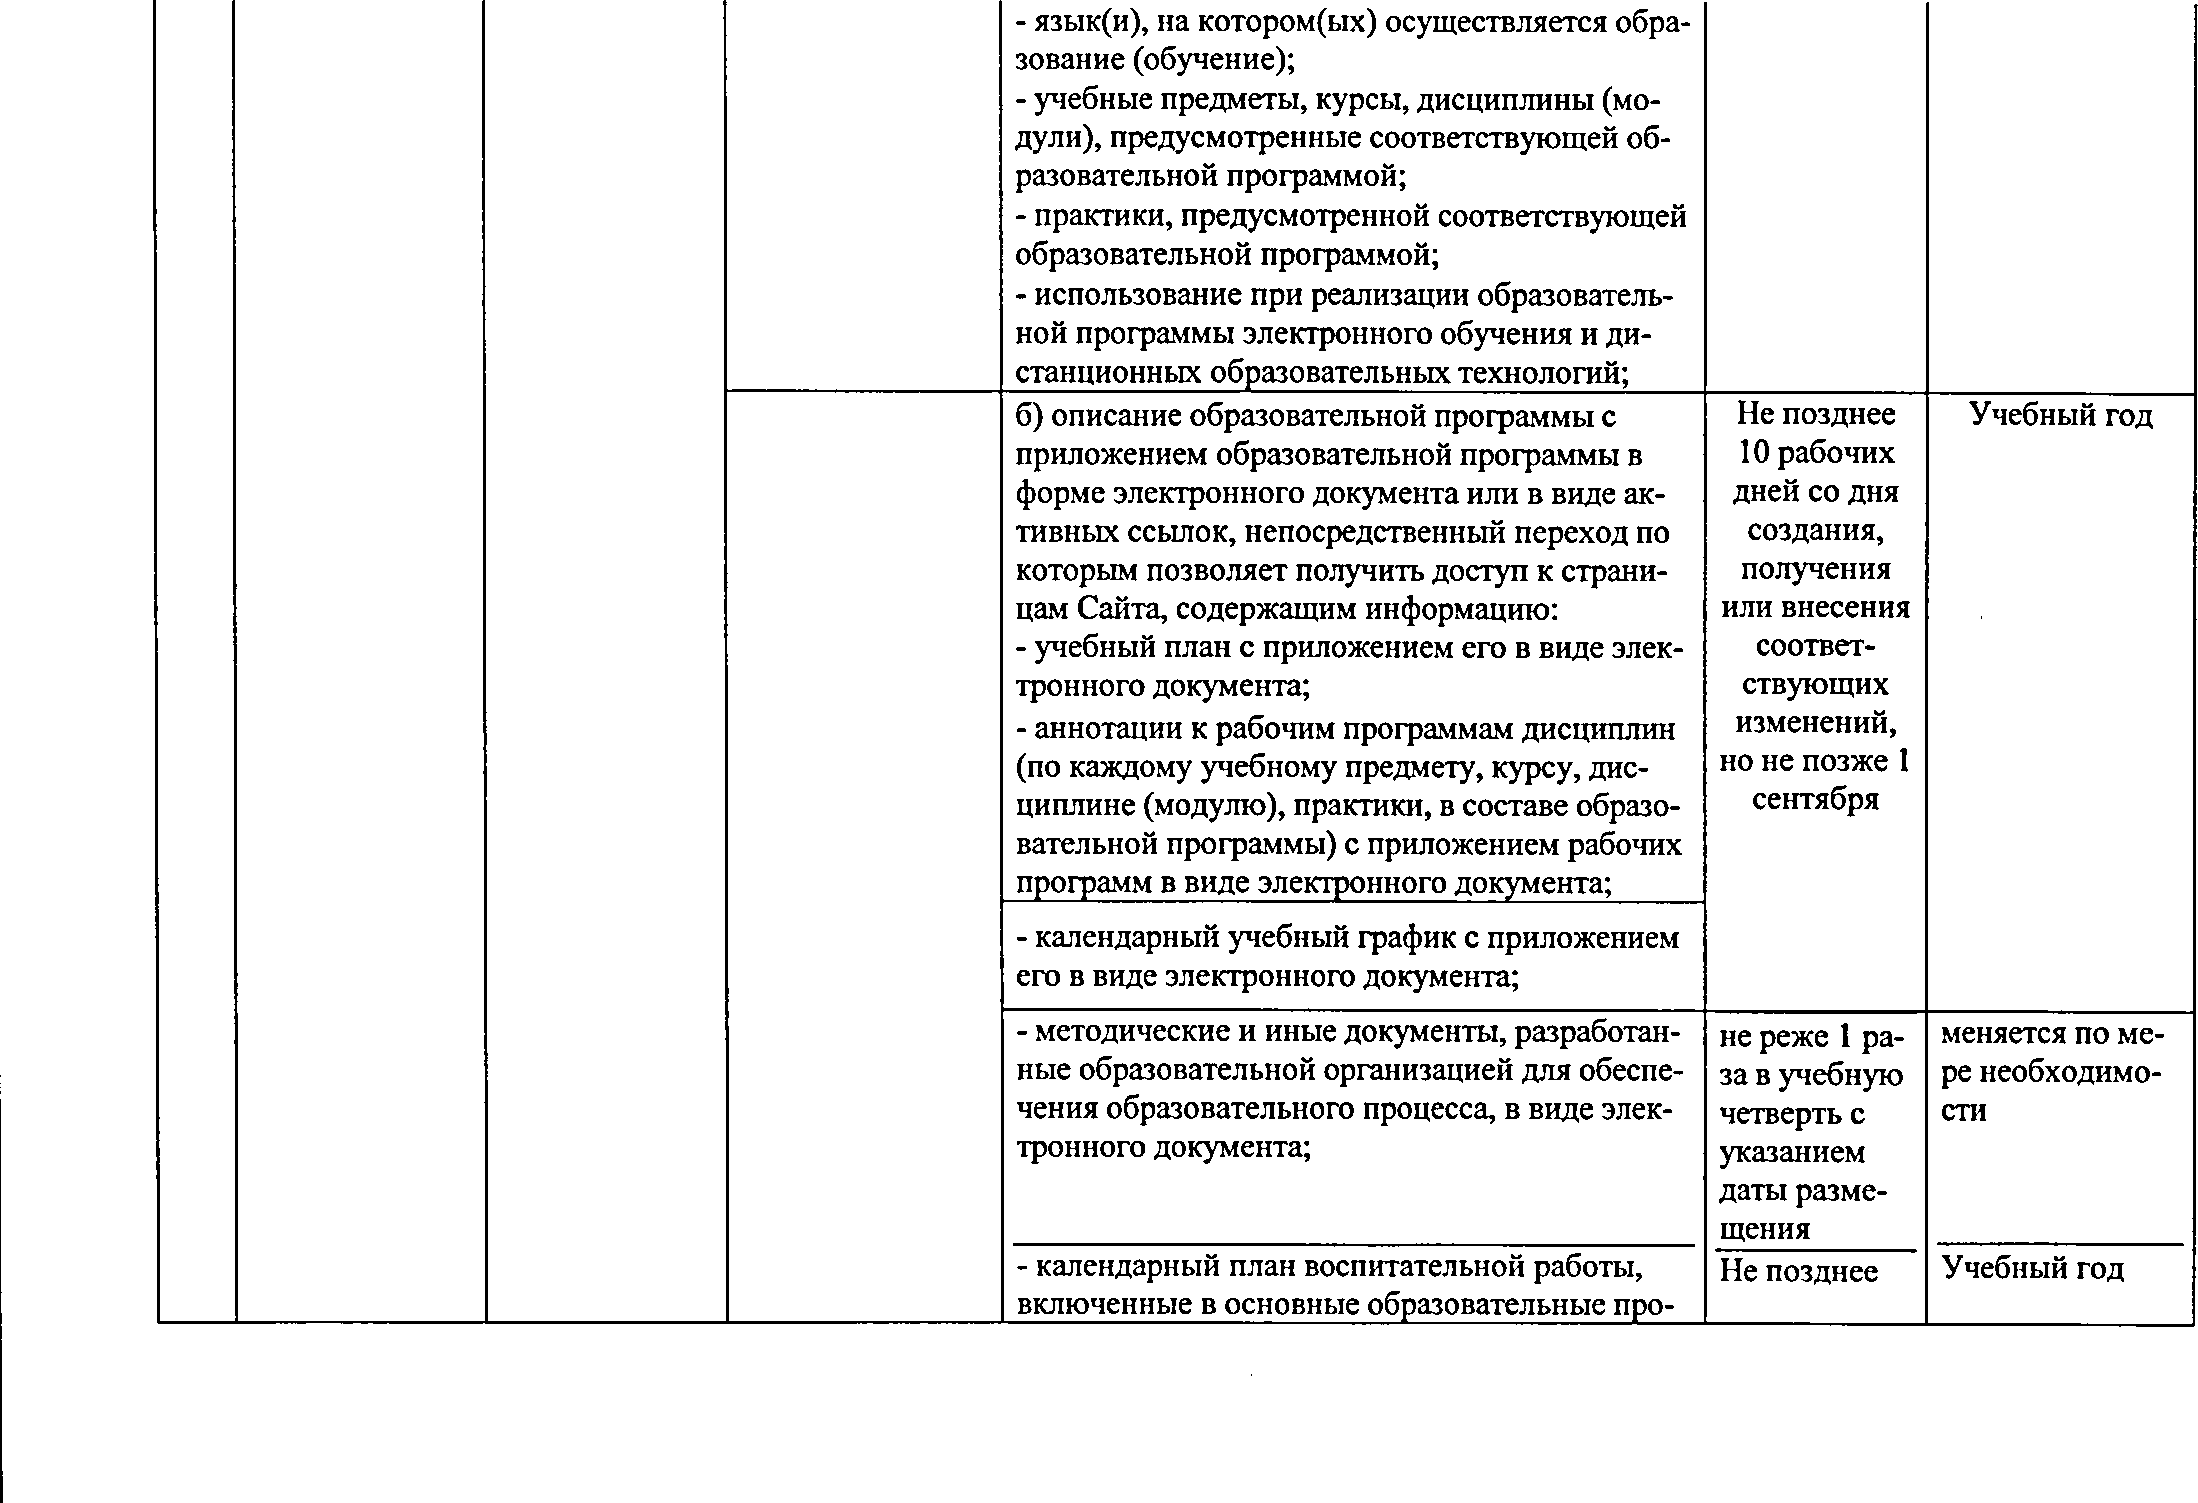 - язык(и), на котором(ых) осуществляется обра-
зование (обучение);
- учебные предметы, курсы, дисциплины (мо-
дули), предусмотренные соответствующей об-
разовательной программой;
- практики, предусмотренной соответствующей
образовательной программой;
- использование при реализации образователь-
ной программы электронного обучения и ди-
станционных образовательных технологий;
б) описание образовательной программы с
приложением образовательной программы в
форме электронного документа или в виде ак-
тивных ссылок, непосредственный переход по
которым позволяет получить доступ к страни-
цам Сайта, содержащим информацию:
- учебный план с приложением его в виде элек-
тронного документа;
- аннотации к рабочим программам дисциплин
(по каждому учебному предмету, курсу, дис-
циплине (модулю), практики, в составе образо-
вательной программы) с приложением рабочих
программ в виде электронного документа;
- календарный учебный график с приложением
его в виде электронного документа;
Не позднее
10 рабочих
дней со дня
создания,
получения
или внесения
соответ-
ствующих
изменений,
но не позже 1
сентября
Учебный год
- методические и иные документы, разработан-
ные образовательной организацией для обеспе-
чения образовательного процесса, в виде элек-
тронного документа;
не реже 1 ра-
за в учебную
четверть с
указанием
даты разме-
щения
меняется по ме-
ре необходимо-
сти
- календарный план воспитательной работы,
включенные в основные образовательные про-
Не позднее
Учебный год